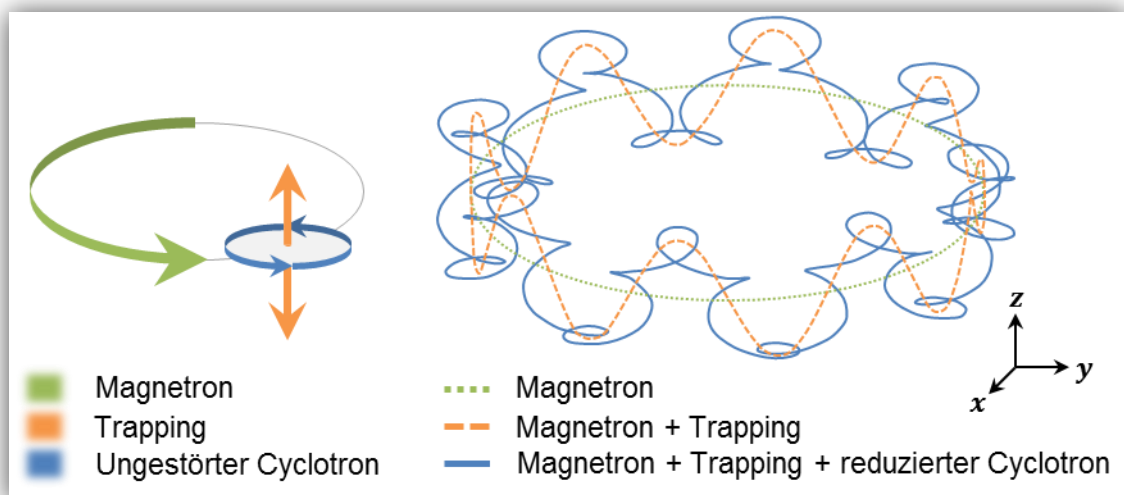 z
y
x
Magnetron
Trapping
Ungestörter Cyclotron
Magnetron
Magnetron + Trapping
Magnetron + Trapping + reduzierter Cyclotron